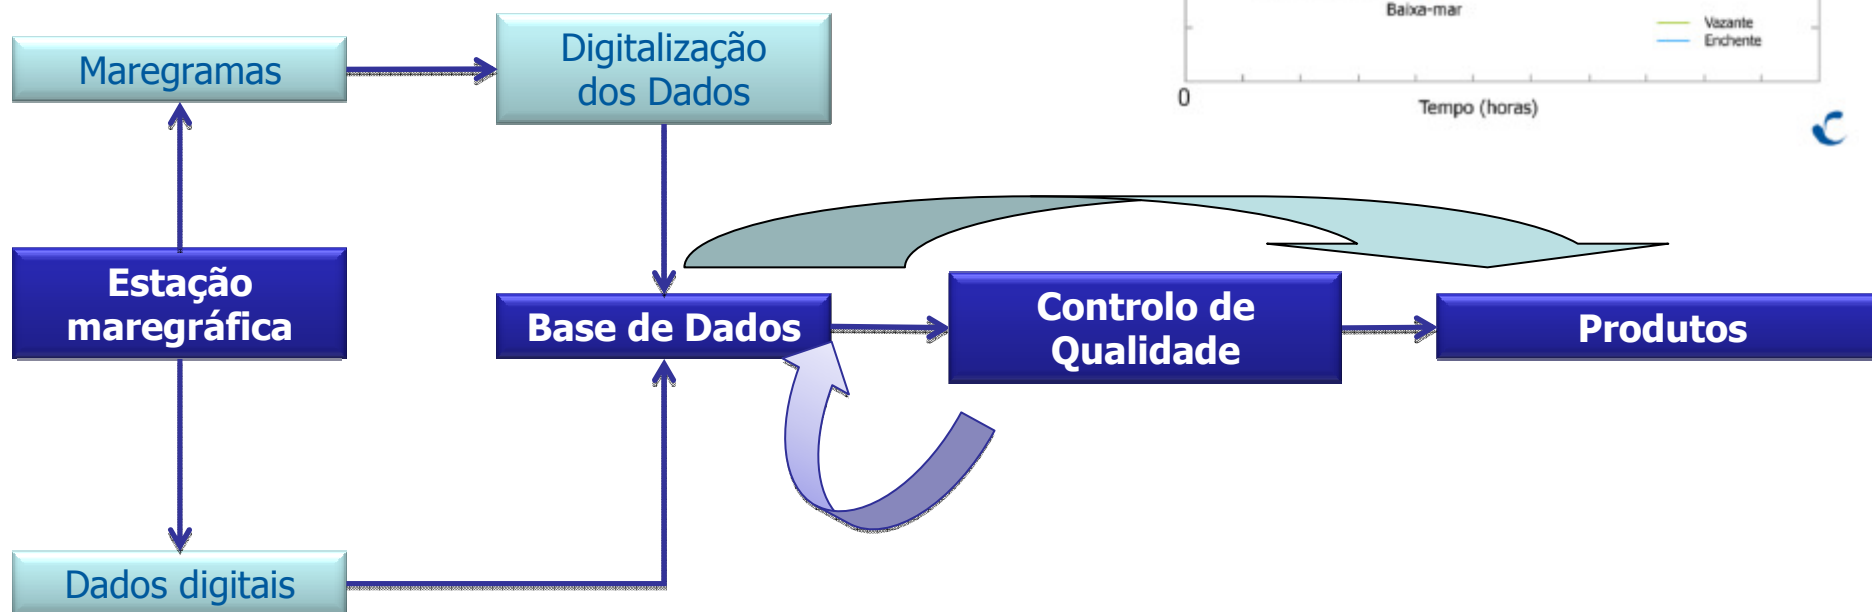 Baixa-mar
Vazante
Enchente
0
Tempo (horas)
Maregramas
Digitalização
dos Dados
Estação
maregráfica
Base de Dados
Controlo de
Qualidade
Produtos
Dados digitais